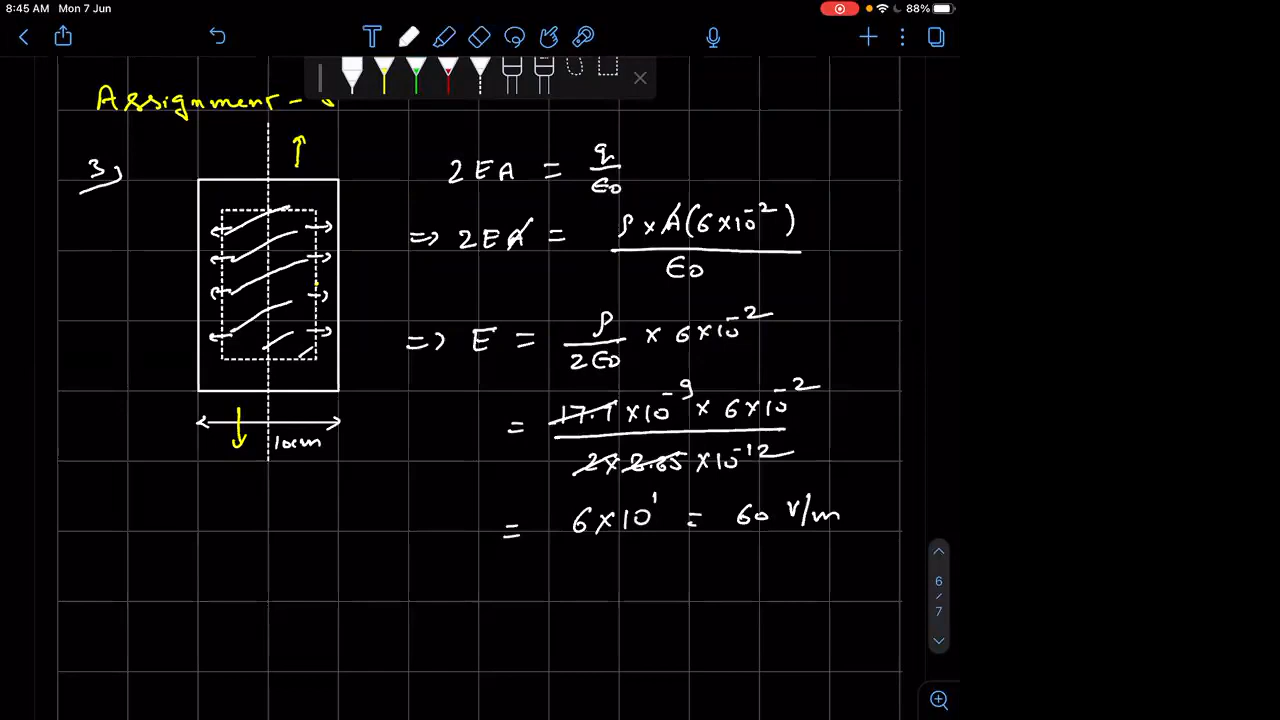 8:45 AM Mon 7 Jun
88%
T
Assignment -
3)
2EA = q/ε0
=> 2EA = ρ × A(6×10⁻²) / ε0
=> E = ρ/2ε0 × 6×10⁻²
= 17.7 ×10⁻⁹ × 6×10⁻² / 2× 8.85 ×10⁻¹²
10cm
= 6×10¹ = 60 V/m
6
/
7